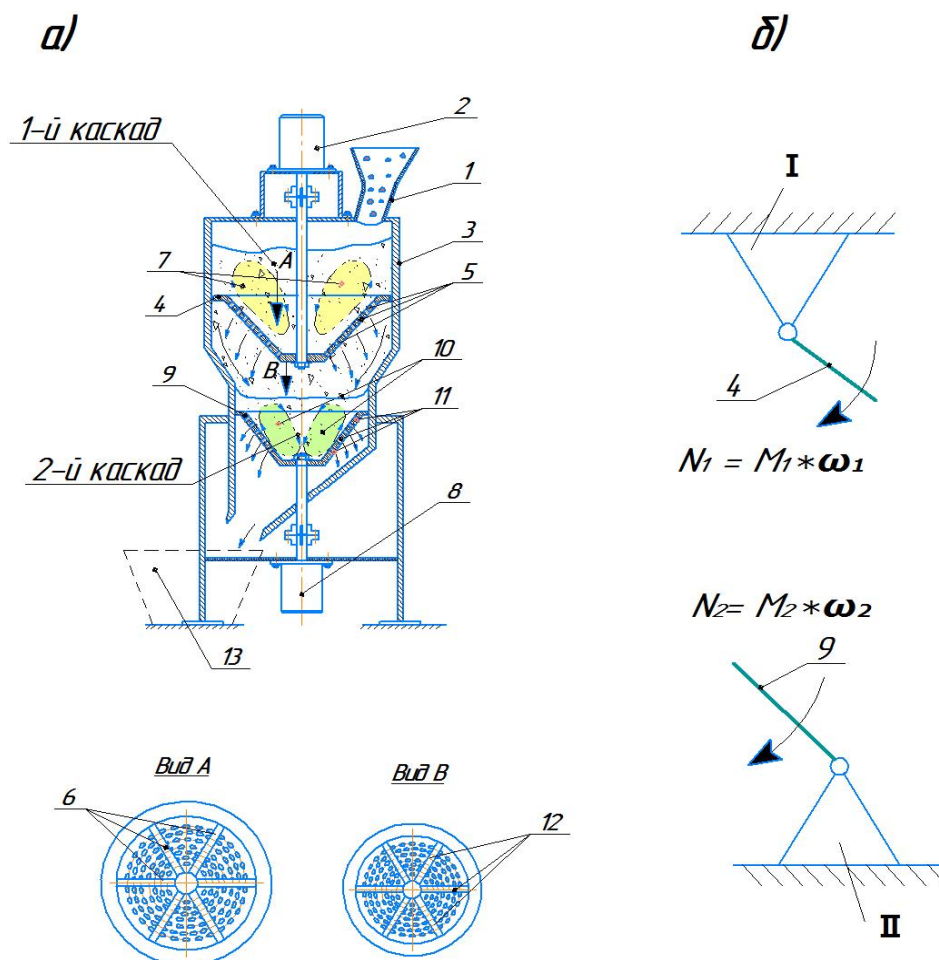 а)
б)
1-й каскад
2
1
I
3
7
А
5
4
4
В
10
9
11
N₁ = M₁*ω₁
2-й каскад
8
N₂= M₂*ω₂
9
13
Вид А
Вид В
6
12
II